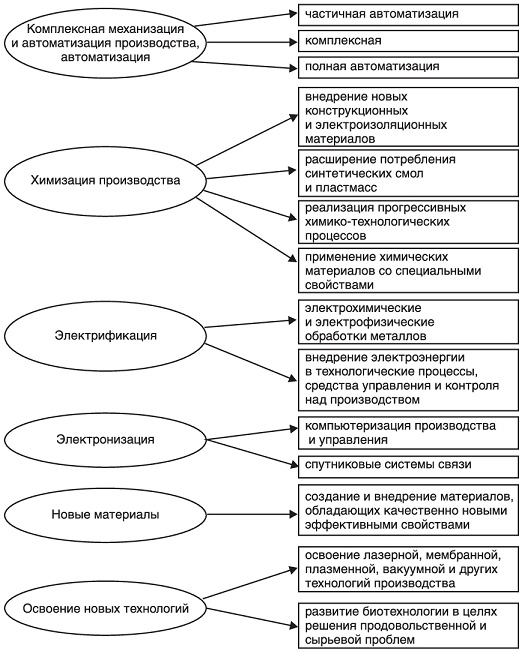 Комплексная механизация
и автоматизация производства,
автоматизация
частичная автоматизация
комплексная
полная автоматизация
Химизация производства
внедрение новых
конструкционных
и электроизоляционных
материалов
расширение потребления
синтетических смол
и пластмасс
реализация прогрессивных
химико-технологических
процессов
применение химических
материалов со специальными
свойствами
Электрификация
электрохимические
и электрофизические
обработки металлов
внедрение электроэнергии
в технологические процессы,
средства управления и контроля
над производством
Электронизация
компьютеризация производства
и управления
спутниковые системы связи
Новые материалы
создание и внедрение материалов,
обладающих качественно новыми
эффективными свойствами
Освоение новых технологий
освоение лазерной, мембранной,
плазменной, вакуумной и других
технологий производства
развитие биотехнологии в целях
решения продовольственной и
сырьевой проблем